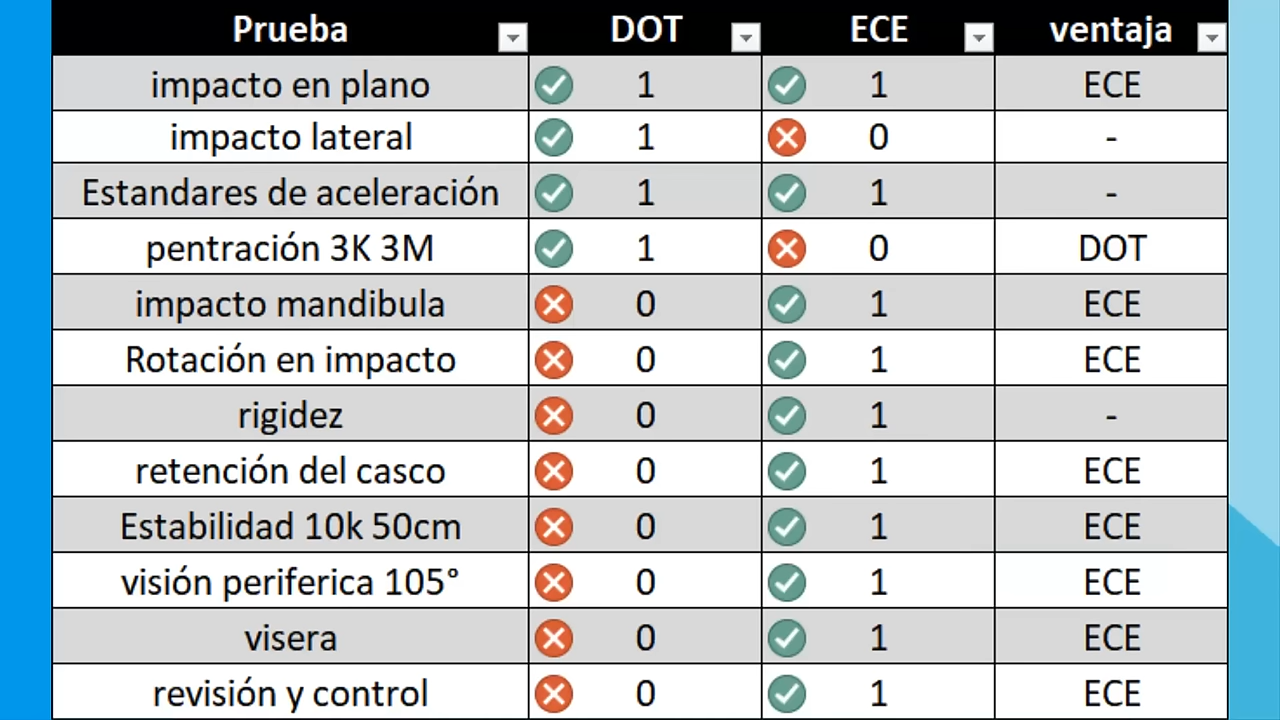 Prueba DOT ECE ventaja
impacto en plano 1 1 ECE
impacto lateral 1 0 -
Estandares de aceleración 1 1 -
pentración 3K 3M 1 0 DOT
impacto mandibula 0 1 ECE
Rotación en impacto 0 1 ECE
rigidez 0 1 -
retención del casco 0 1 ECE
Estabilidad 10k 50cm 0 1 ECE
visión periferica 105° 0 1 ECE
visera 0 1 ECE
revisión y control 0 1 ECE